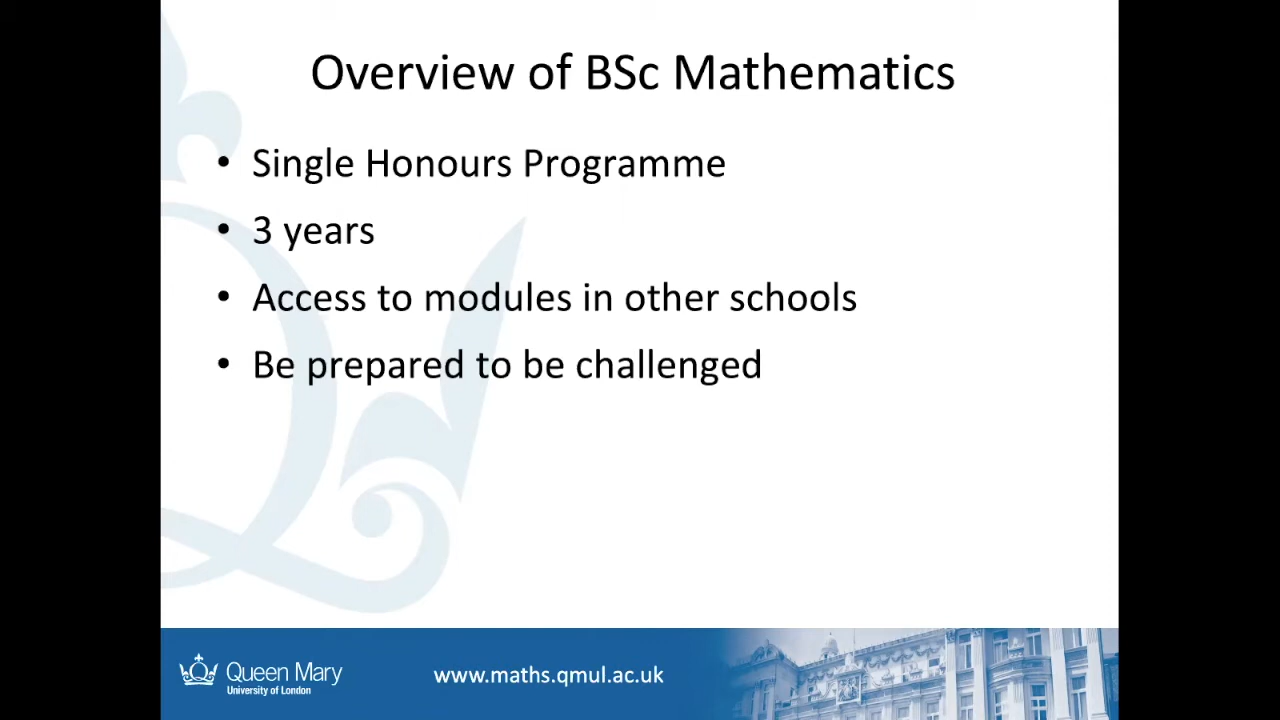 Overview of BSc Mathematics
• Single Honours Programme
• 3 years
• Access to modules in other schools
• Be prepared to be challenged
Queen Mary
University of London
www.maths.qmul.ac.uk